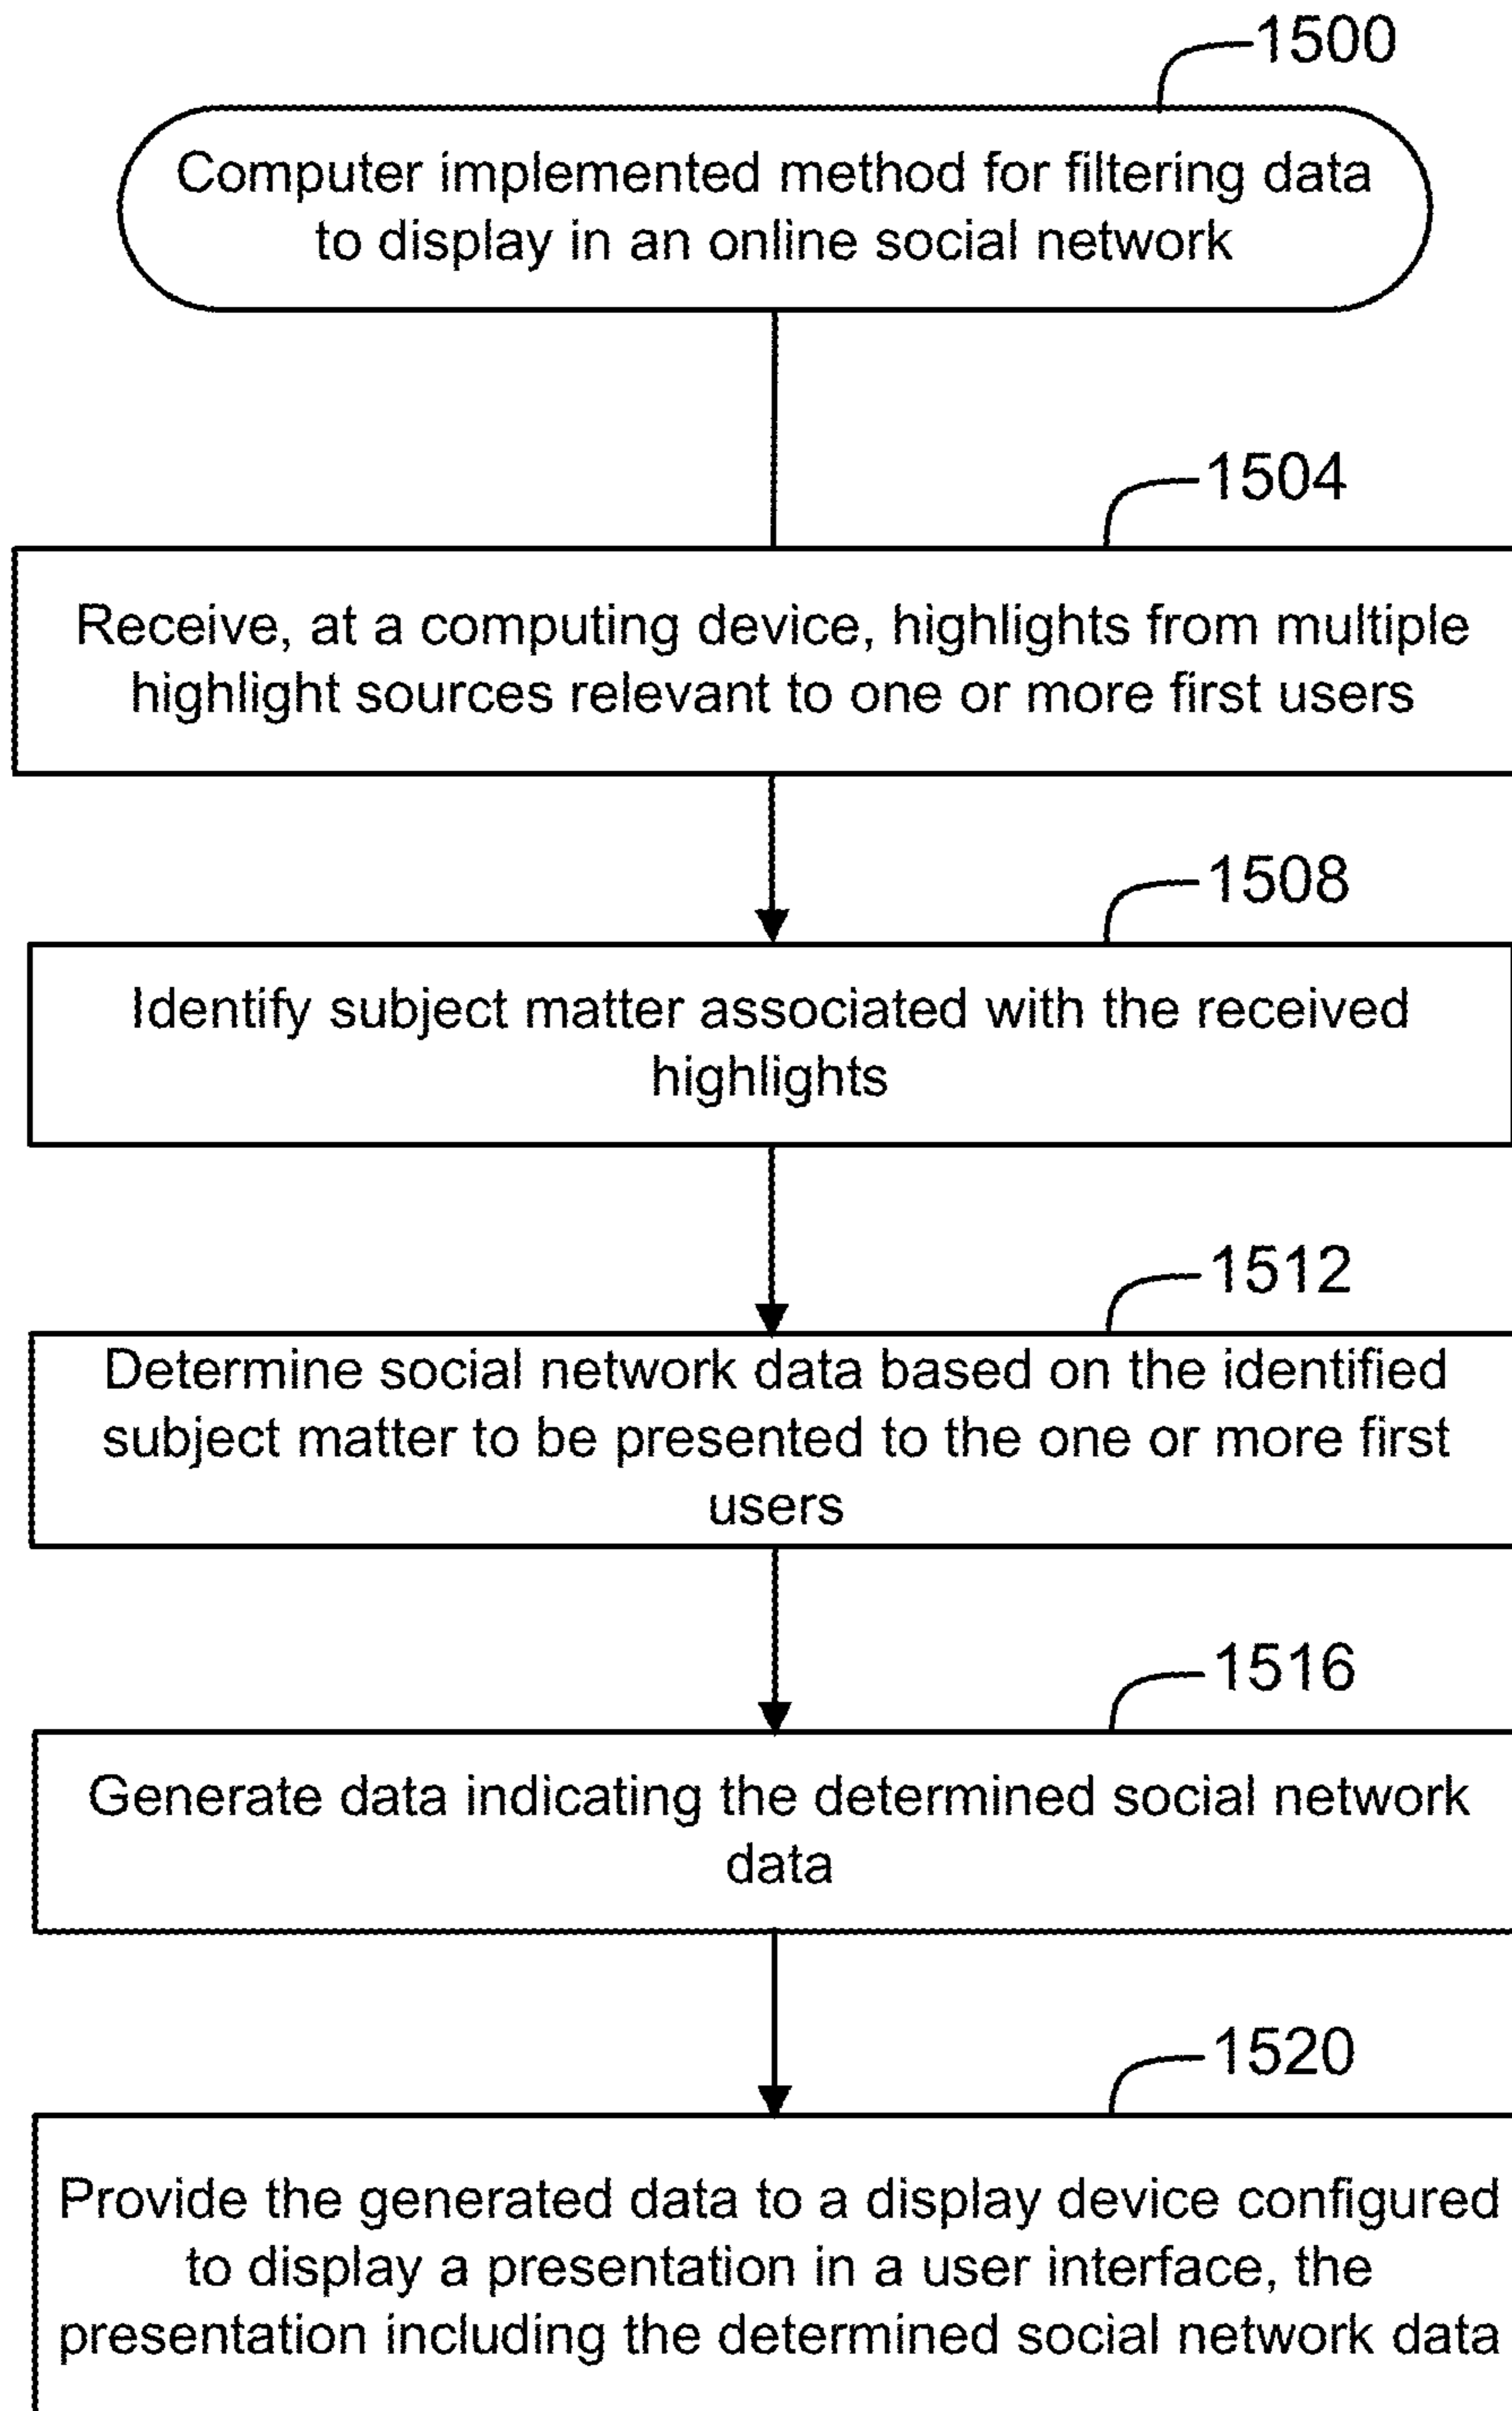 1500
Computer implemented method for filtering data
to display in an online social network
1504
Receive, at a computing device, highlights from multiple
highlight sources relevant to one or more first users
1508
Identify subject matter associated with the received
highlights
1512
Determine social network data based on the identified
subject matter to be presented to the one or more first
users
1516
Generate data indicating the determined social network
data
1520
Provide the generated data to a display device configured
to display a presentation in a user interface, the
presentation including the determined social network data